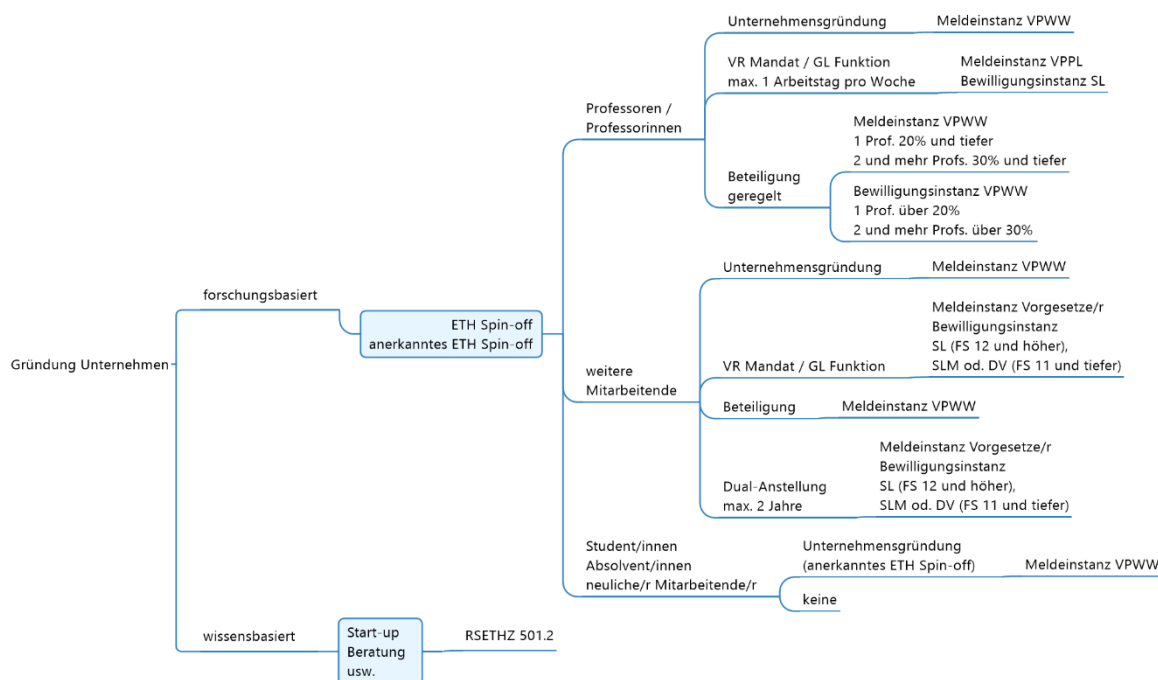 Gründung Unternehmen
forschungsbasiert
ETH Spin-off
anerkanntes ETH Spin-off
Professoren /
Professorinnen
Unternehmensgründung
Meldeinstanz VPWW
VR Mandat / GL Funktion
max. 1 Arbeitstag pro Woche
Meldeinstanz VPPL
Bewilligungsinstanz SL
Beteiligung
geregelt
Meldeinstanz VPWW
1 Prof. 20% und tiefer
2 und mehr Profs. 30% und tiefer
Bewilligungsinstanz VPWW
1 Prof. über 20%
2 und mehr Profs. über 30%
weitere
Mitarbeitende
Unternehmensgründung
Meldeinstanz VPWW
VR Mandat / GL Funktion
Meldeinstanz Vorgesetze/r
Bewilligungsinstanz
SL (FS 12 und höher),
SLM od. DV (FS 11 und tiefer)
Beteiligung
Meldeinstanz VPWW
Dual-Anstellung
max. 2 Jahre
Meldeinstanz Vorgesetze/r
Bewilligungsinstanz
SL (FS 12 und höher),
SLM od. DV (FS 11 und tiefer)
Student/innen
Absolvent/innen
neuliche/r Mitarbeitende/r
Unternehmensgründung
(anerkanntes ETH Spin-off)
Meldeinstanz VPWW
keine
wissensbasiert
Start-up
Beratung
usw.
RSETHZ 501.2